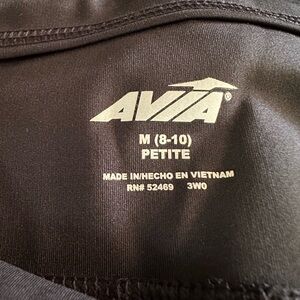 AVIA®
M (8-10)
PETITE
MADE IN/HECHO EN VIETNAM
RN# 52469 3W0